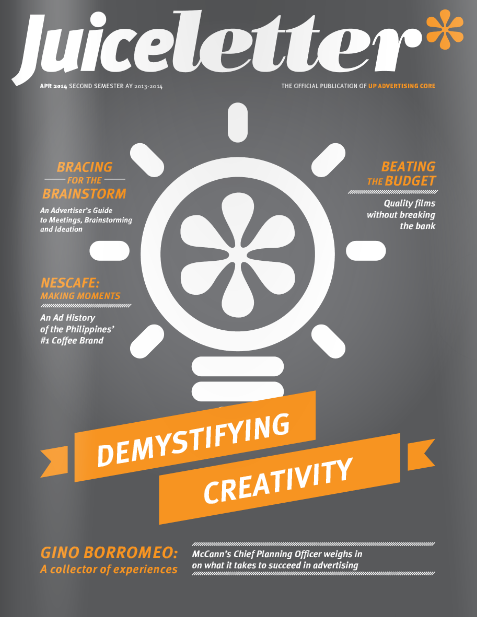 Juiceletter*
APR 2014 SECOND SEMESTER AY 2013-2014
THE OFFICIAL PUBLICATION OF UP ADVERTISING CORE
BRACING
FOR THE
BRAINSTORM
An Advertiser's Guide
to Meetings, Brainstorming
and Ideation
BEATING
THE BUDGET
Quality films
without breaking
the bank
NESCAFE:
MAKING MOMENTS
An Ad History
of the Philippines'
#1 Coffee Brand
DEMYSTIFYING
CREATIVITY
GINO BORROMEO:
A collector of experiences
McCann's Chief Planning Officer weighs in
on what it takes to succeed in advertising